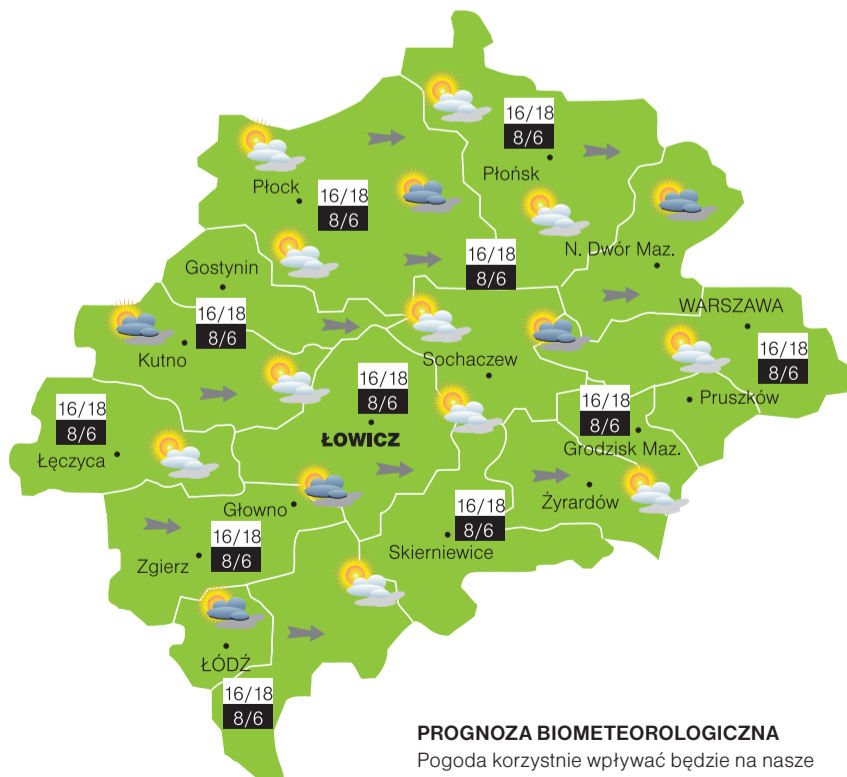 16/18
8/6
Płońsk
Płock
16/18
8/6
N. Dwór Maz.
16/18
8/6
Gostynin
WARSZAWA
16/18
8/6
Kutno
Sochaczew
16/18
8/6
16/18
8/6
Pruszków
16/18
8/6
Łęczyca
ŁOWICZ
16/18
8/6
Grodzisk Maz.
Głowno
Żyrardów
16/18
8/6
Skierniewice
16/18
8/6
Zgierz
ŁÓDŹ
16/18
8/6
PROGNOZA BIOMETEOROLOGICZNA
Pogoda korzystnie wpływać będzie na nasze